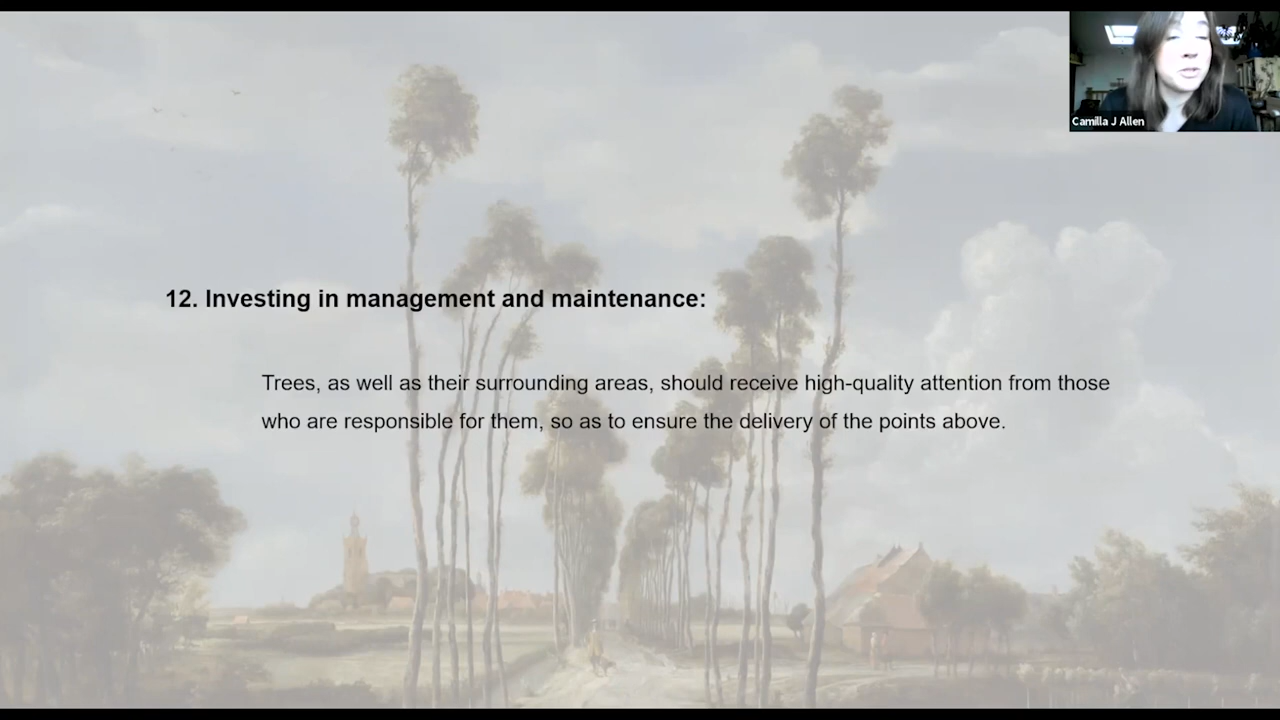 Camilla J Allen
12. Investing in management and maintenance:
Trees, as well as their surrounding areas, should receive high-quality attention from those
who are responsible for them, so as to ensure the delivery of the points above.